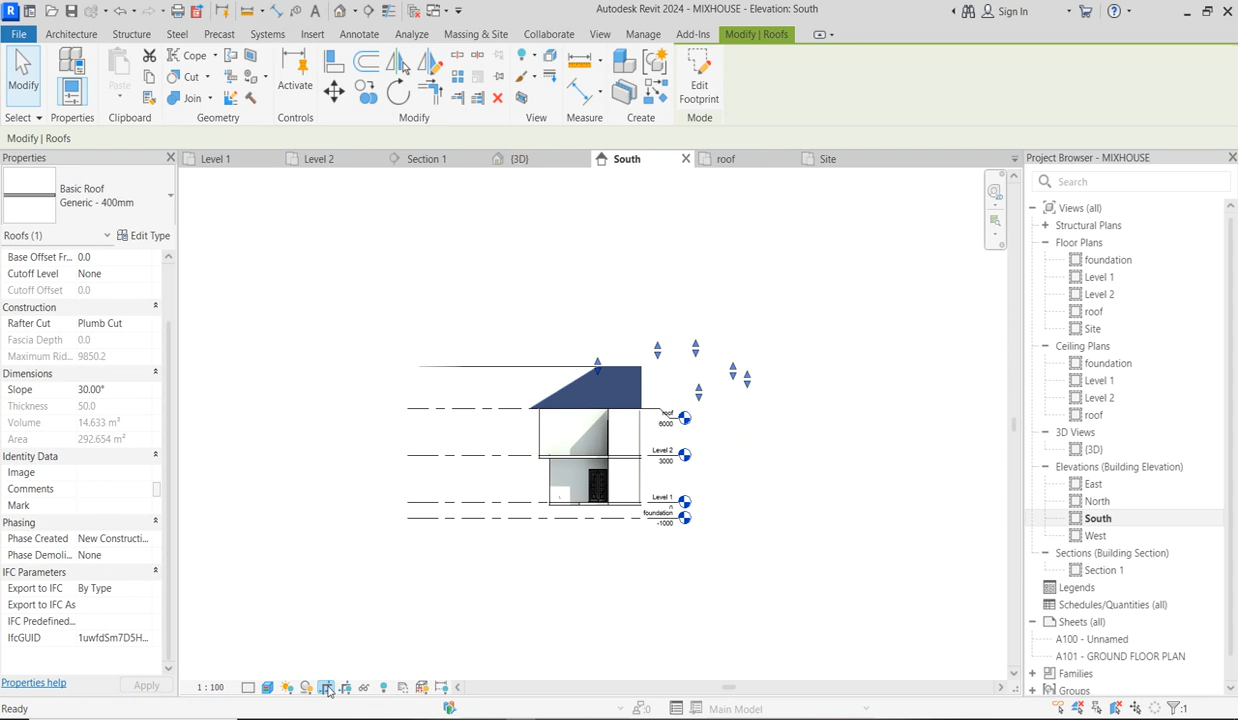 Autodesk Revit 2024 - MIXHOUSE - Elevation: South
Sign In
File Architecture Structure Steel Precast Systems Insert Annotate Analyze Massing & Site Collaborate View Manage Add-Ins Modify | Roofs
Modify
Properties
Paste
Cope
Cut
Join
Activate
Edit
Footprint
Select Properties Clipboard Geometry Controls Modify View Measure Create Mode
Modify | Roofs
Properties
Basic Roof
Generic - 400mm
Roofs (1)
Edit Type
Base Offset Fr... 0.0
Cutoff Level None
Cutoff Offset 0.0
Construction
Rafter Cut Plumb Cut
Fascia Depth 0.0
Maximum Rid... 9850.2
Dimensions
Slope 30.00°
Thickness 50.0
Volume 14.633 m³
Area 292.654 m²
Identity Data
Image
Comments
Mark
Phasing
Phase Created New Constructi...
Phase Demoli... None
IFC Parameters
Export to IFC By Type
Export to IFC As
IFC Predefined...
IfcGUID 1uwfdSm7D5H...
Properties help
Apply
Level 1 Level 2 Section 1 {3D} South roof Site
roof
6000
Level 2
3000
Level 1
0
foundation
-1000
1 : 100
Project Browser - MIXHOUSE
Search
Views (all)
Structural Plans
Floor Plans
foundation
Level 1
Level 2
roof
Site
Ceiling Plans
foundation
Level 1
Level 2
roof
3D Views
{3D}
Elevations (Building Elevation)
East
North
South
West
Sections (Building Section)
Section 1
Legends
Schedules/Quantities (all)
Sheets (all)
A100 - Unnamed
A101 - GROUND FLOOR PLAN
Families
Groups
Ready
:0
Main Model
:1